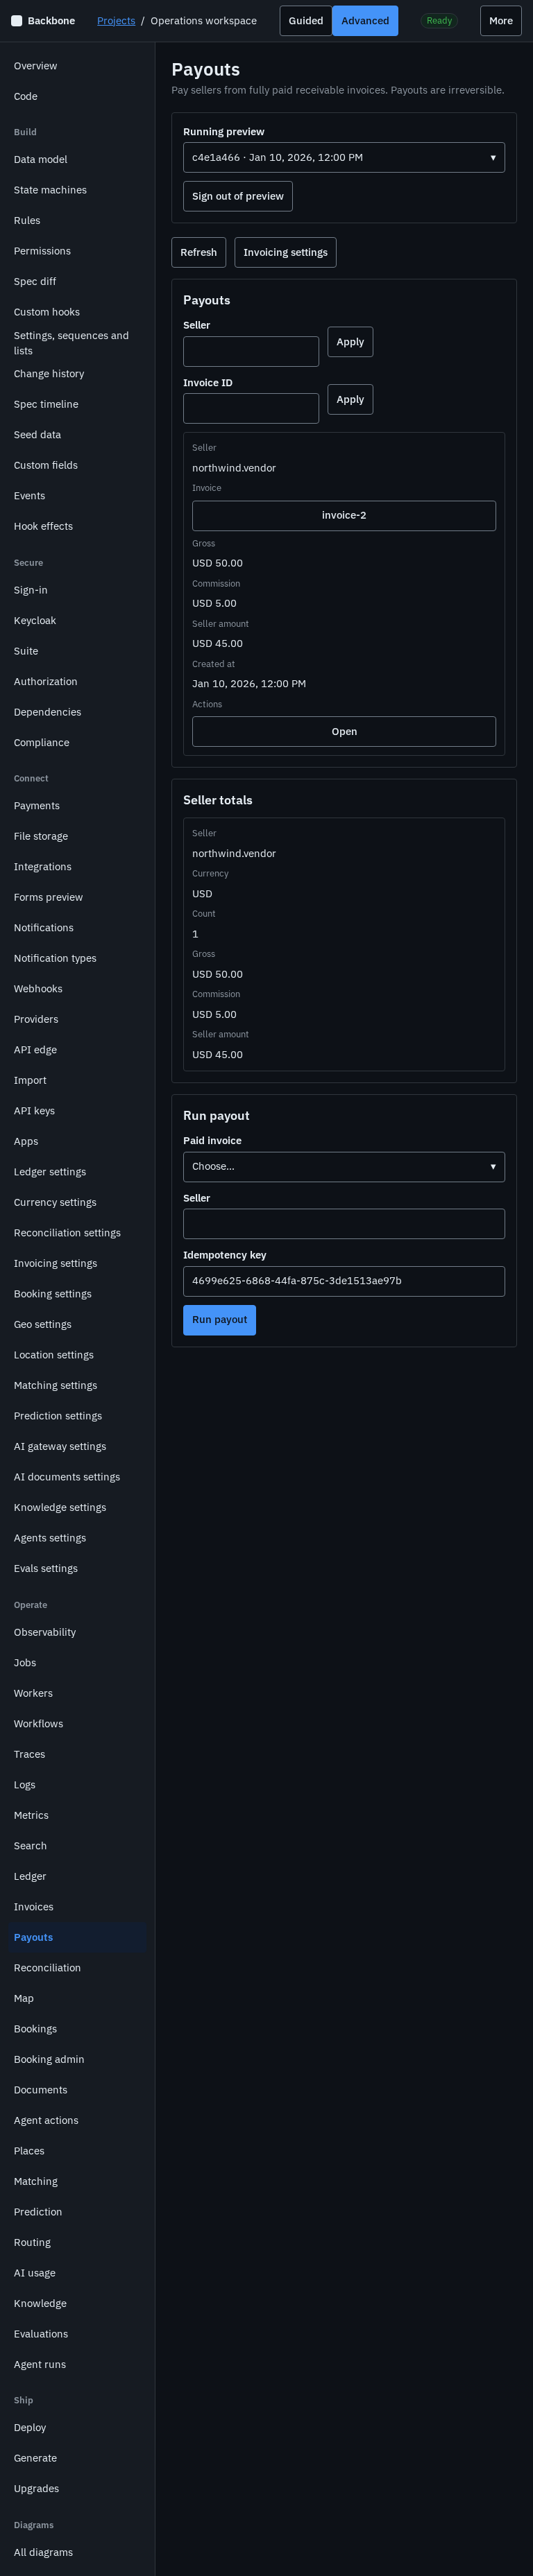 Backbone
Projects / Operations workspace
Guided
Advanced
Ready
More
Overview
Code
Build
Data model
State machines
Rules
Permissions
Spec diff
Custom hooks
Settings, sequences and
lists
Change history
Spec timeline
Seed data
Custom fields
Events
Hook effects
Secure
Sign-in
Keycloak
Suite
Authorization
Dependencies
Compliance
Connect
Payments
File storage
Integrations
Forms preview
Notifications
Notification types
Webhooks
Providers
API edge
Import
API keys
Apps
Ledger settings
Currency settings
Reconciliation settings
Invoicing settings
Booking settings
Geo settings
Location settings
Matching settings
Prediction settings
AI gateway settings
AI documents settings
Knowledge settings
Agents settings
Evals settings
Operate
Observability
Jobs
Workers
Workflows
Traces
Logs
Metrics
Search
Ledger
Invoices
Payouts
Reconciliation
Map
Bookings
Booking admin
Documents
Agent actions
Places
Matching
Prediction
Routing
AI usage
Knowledge
Evaluations
Agent runs
Ship
Deploy
Generate
Upgrades
Diagrams
All diagrams
Payouts
Pay sellers from fully paid receivable invoices. Payouts are irreversible.
Running preview
c4e1a466 · Jan 10, 2026, 12:00 PM
Sign out of preview
Refresh
Invoicing settings
Payouts
Seller
Apply
Invoice ID
Apply
Seller
northwind.vendor
Invoice
invoice-2
Gross
USD 50.00
Commission
USD 5.00
Seller amount
USD 45.00
Created at
Jan 10, 2026, 12:00 PM
Actions
Open
Seller totals
Seller
northwind.vendor
Currency
USD
Count
1
Gross
USD 50.00
Commission
USD 5.00
Seller amount
USD 45.00
Run payout
Paid invoice
Choose...
Seller
Idempotency key
4699e625-6868-44fa-875c-3de1513ae97b
Run payout